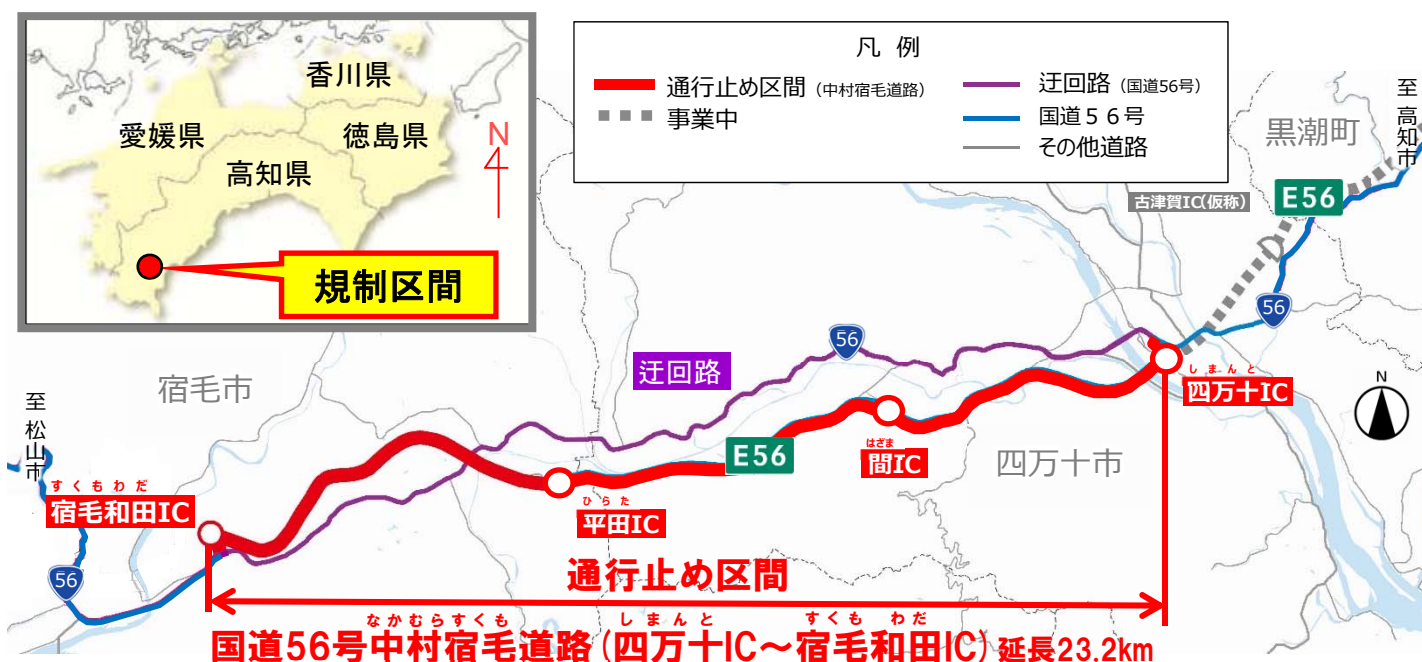 香川県
愛媛県
徳島県
高知県
N
規制区間
凡 例
通行止め区間 (中村宿毛道路)
事業中
迂回路 (国道56号)
国道５６号
その他道路
至 高知市
黒潮町
古津賀IC(仮称)
E56
56
56
迂回路
しまんと
四万十IC
N
宿毛市
至 松山市
E56
はざま
間IC
四万十市
すくもわだ
宿毛和田IC
ひらた
平田IC
56
通行止め区間
なかむらすくも しまんと すくも わだ
国道56号中村宿毛道路(四万十IC～宿毛和田IC) 延長23.2km